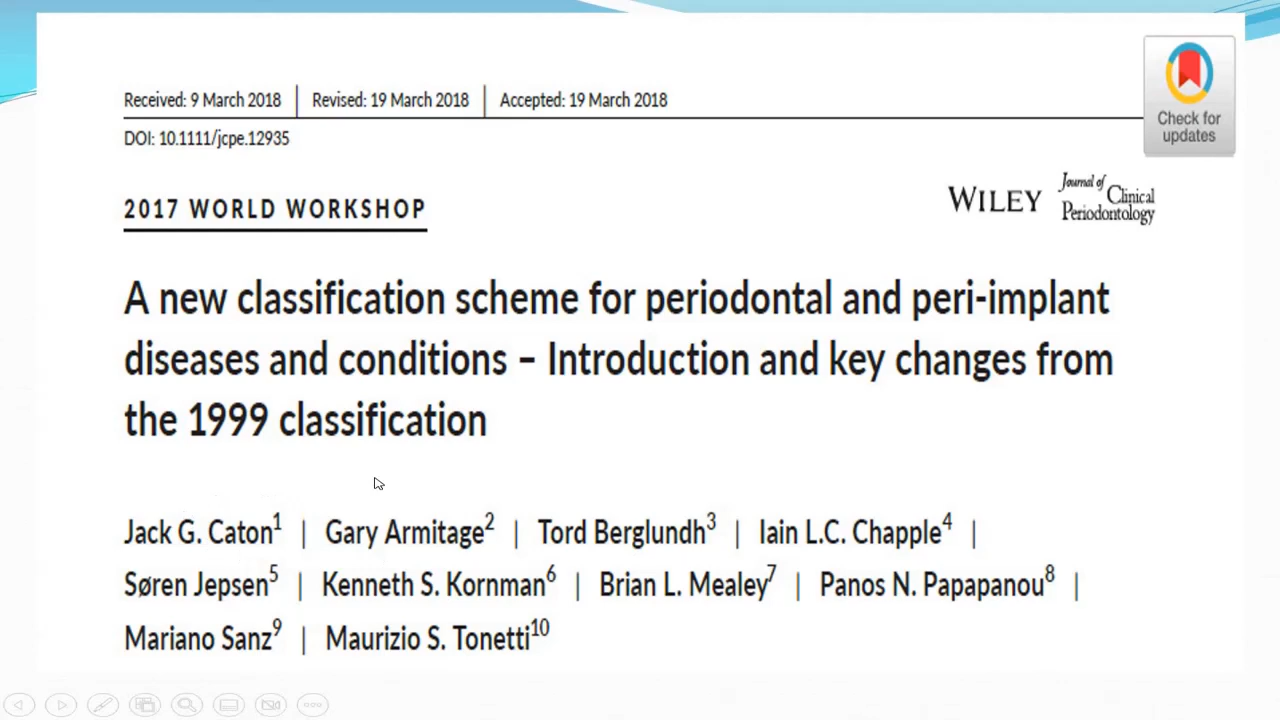 Received: 9 March 2018 | Revised: 19 March 2018 | Accepted: 19 March 2018
DOI: 10.1111/jcpe.12935
Check for
updates
2017 WORLD WORKSHOP
WILEY
Journal of
Clinical
Periodontology
A new classification scheme for periodontal and peri-implant
diseases and conditions – Introduction and key changes from
the 1999 classification
Jack G. Caton1 | Gary Armitage2 | Tord Berglundh3 | Iain L.C. Chapple4 |
Søren Jepsen5 | Kenneth S. Kornman6 | Brian L. Mealey7 | Panos N. Papapanou8 |
Mariano Sanz9 | Maurizio S. Tonetti10